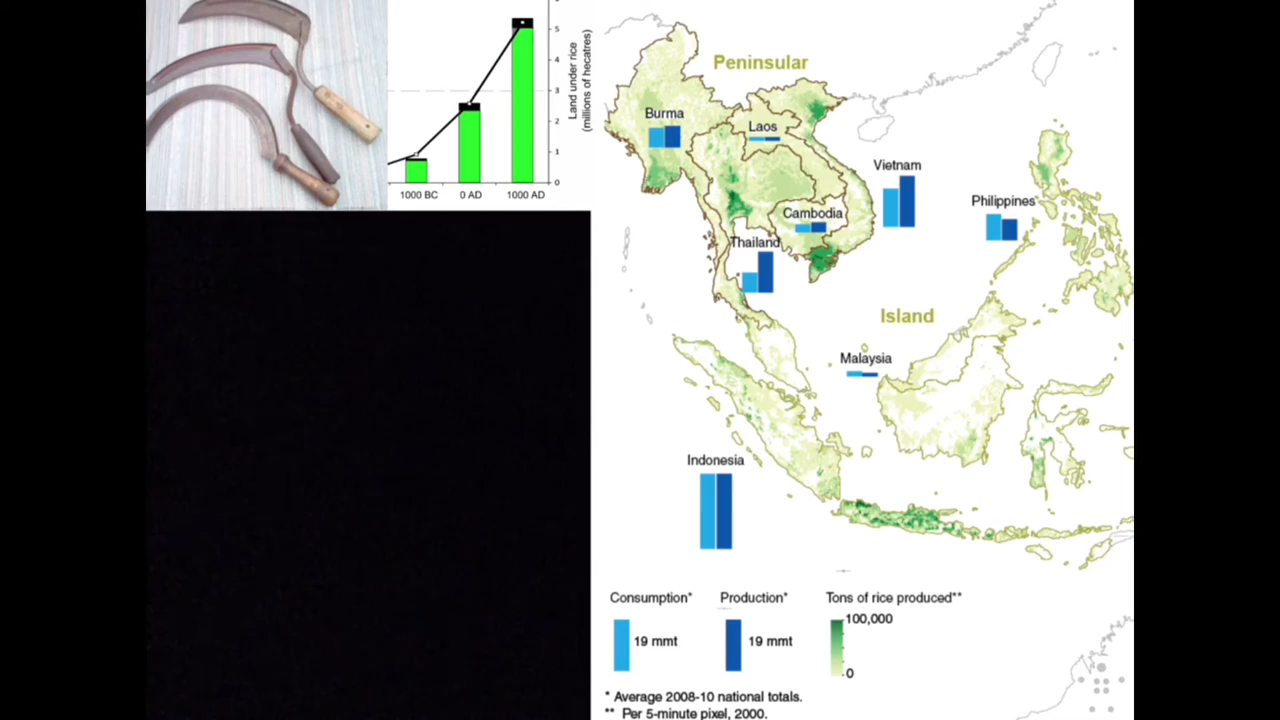 5
4
3
2
1
0
Land under rice
(millions of hecatres)
1000 BC
0 AD
1000 AD
Peninsular
Burma
Laos
Vietnam
Philippines
Cambodia
Thailand
Island
Malaysia
Indonesia
Consumption*
Production*
Tons of rice produced**
19 mmt
19 mmt
100,000
0
* Average 2008-10 national totals.
** Per 5-minute pixel, 2000.